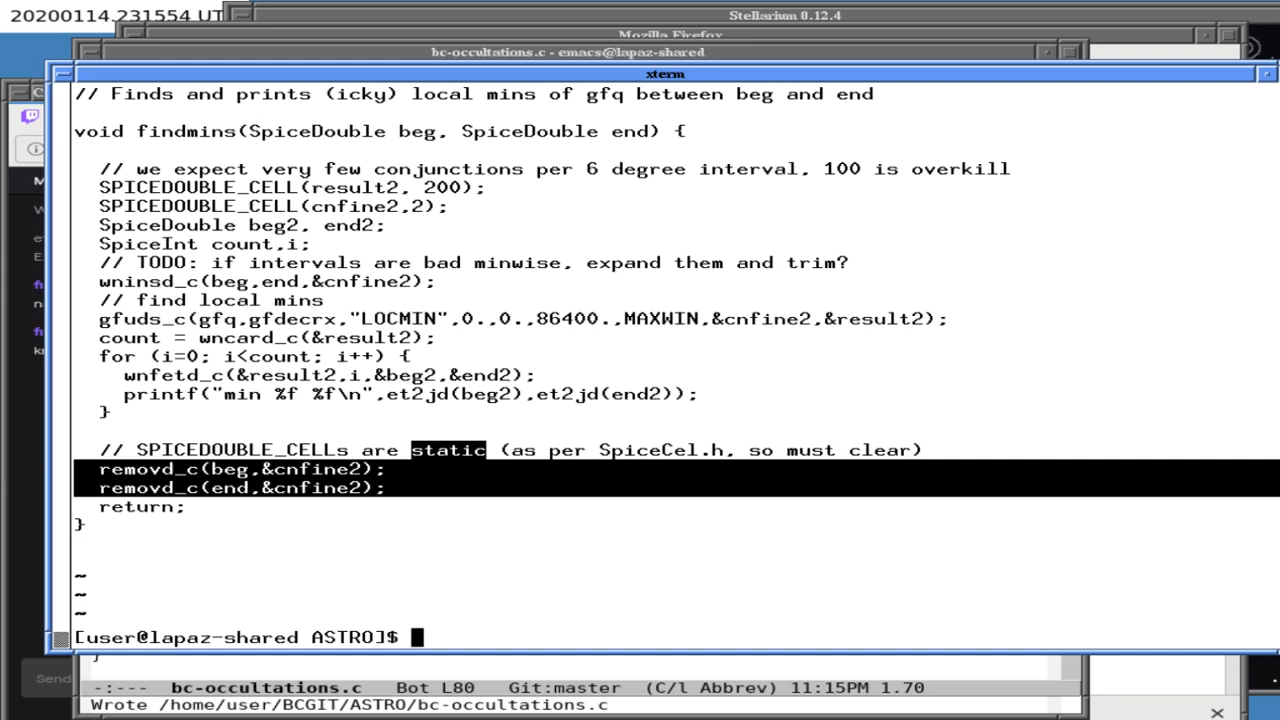 20200114.231554 UT
Stellarium 0.12.4
Mozilla Firefox
bc-occultations.c - emacs@lapaz-shared
xterm
// Finds and prints (icky) local mins of gfq between beg and end
void findmins(SpiceDouble beg, SpiceDouble end) {
// we expect very few conjunctions per 6 degree interval, 100 is overkill
SPICEDOUBLE_CELL(result2, 200);
SPICEDOUBLE_CELL(cnfine2,2);
SpiceDouble beg2, end2;
SpiceInt count,i;
// TODO: if intervals are bad minwise, expand them and trim?
wninsd_c(beg,end,&cnfine2);
// find local mins
gfuds_c(gfq,gfdecrx,"LOCMIN",0.,0.,86400.,MAXWIN,&cnfine2,&result2);
count = wncard_c(&result2);
for (i=0; i<count; i++) {
wnfetd_c(&result2,i,&beg2,&end2);
printf("min %f %f\n",et2jd(beg2),et2jd(end2));
}
// SPICEDOUBLE_CELLs are static (as per SpiceCel.h, so must clear)
removd_c(beg,&cnfine2);
removd_c(end,&cnfine2);
return;
}
~
~
~
[user@lapaz-shared ASTRO]$
Send
-:--- bc-occultations.c Bot L80 Git:master (C/l Abbrev) 11:15PM 1.70
Wrote /home/user/BCGIT/ASTRO/bc-occultations.c